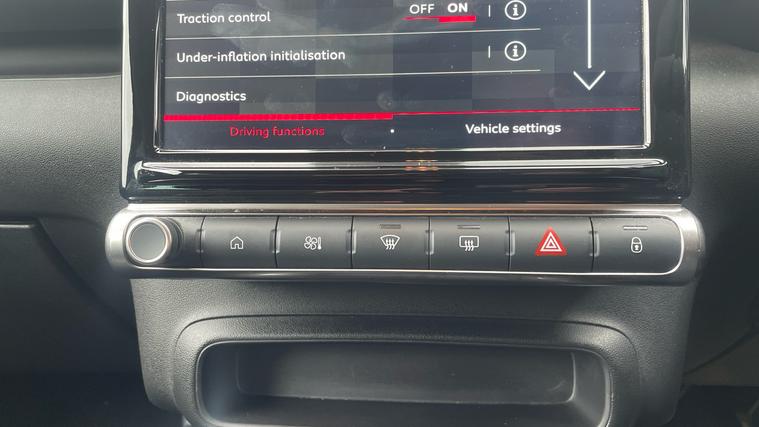 Traction control OFF ON
Under-inflation initialisation
Diagnostics
Driving functions Vehicle settings